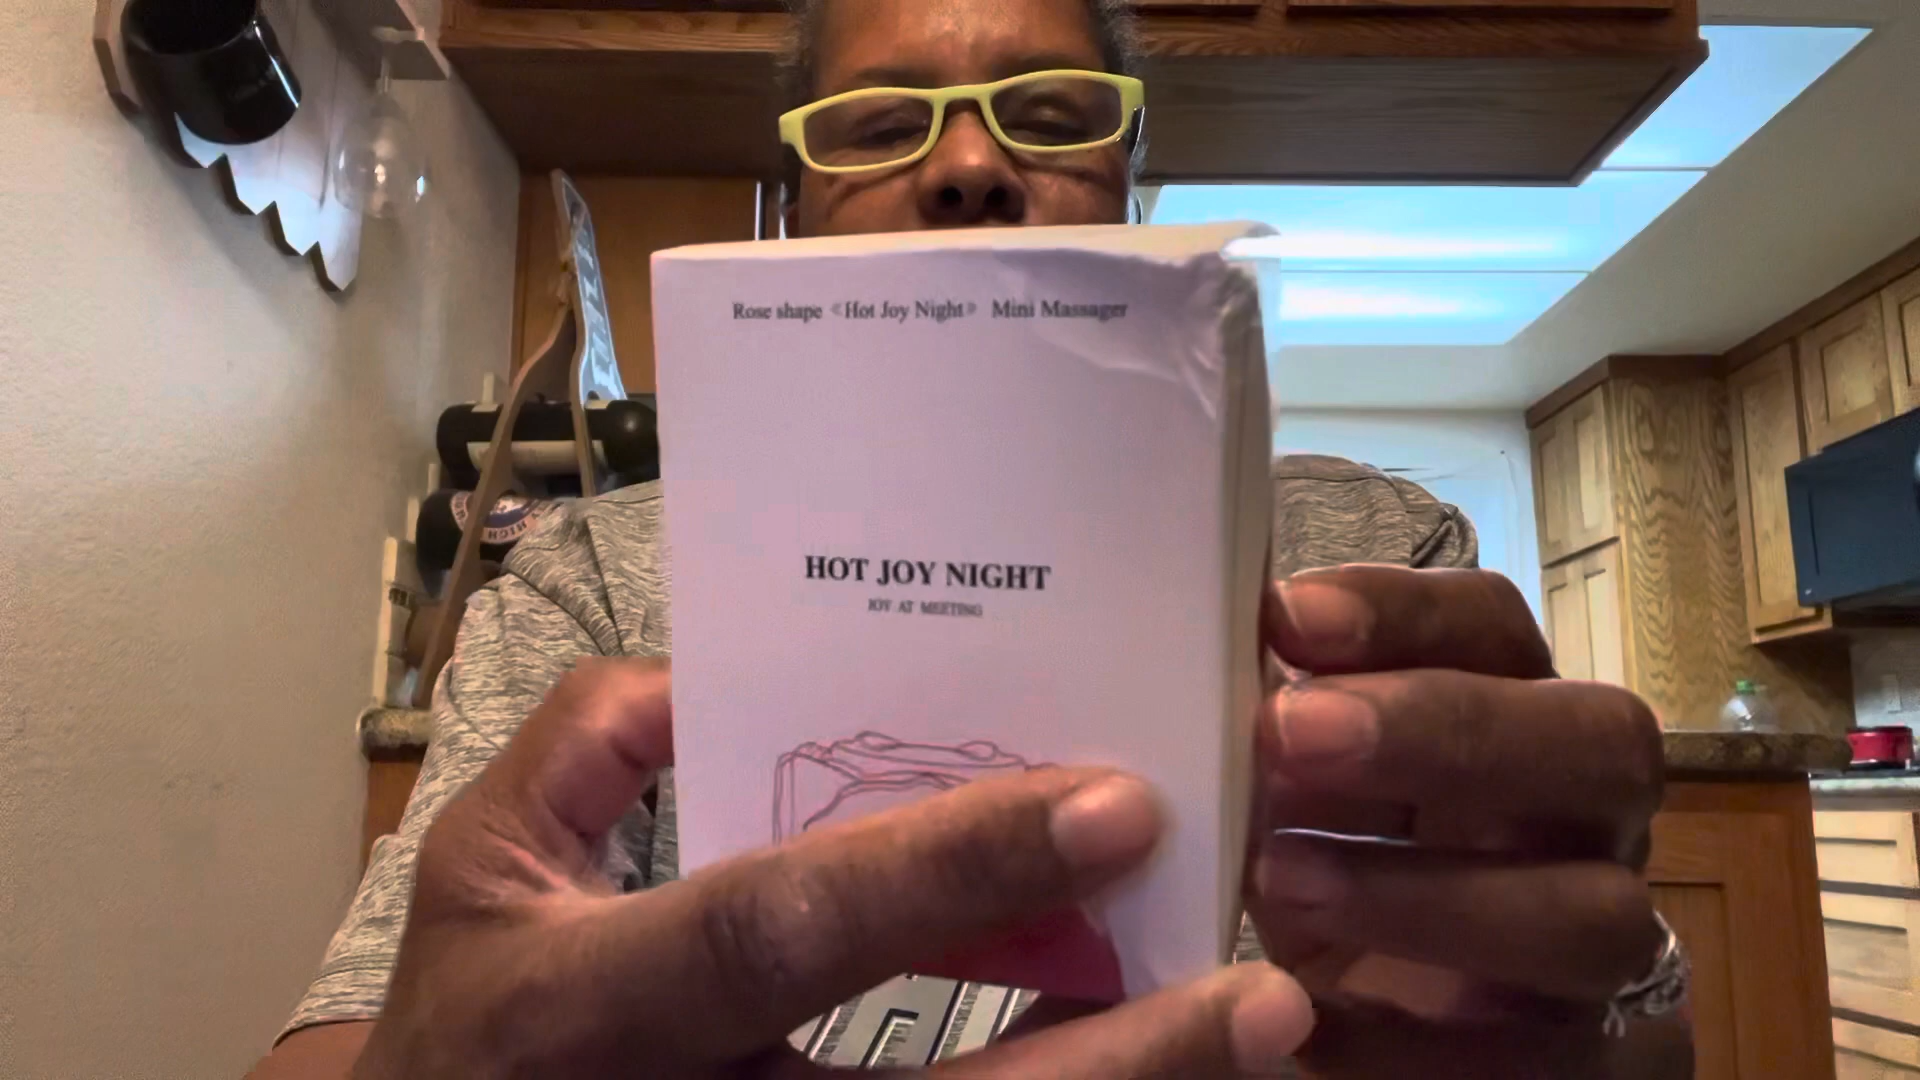 Rose shape 《Hot Joy Night》 Mini Massager
HOT JOY NIGHT
JOY AT MEETING